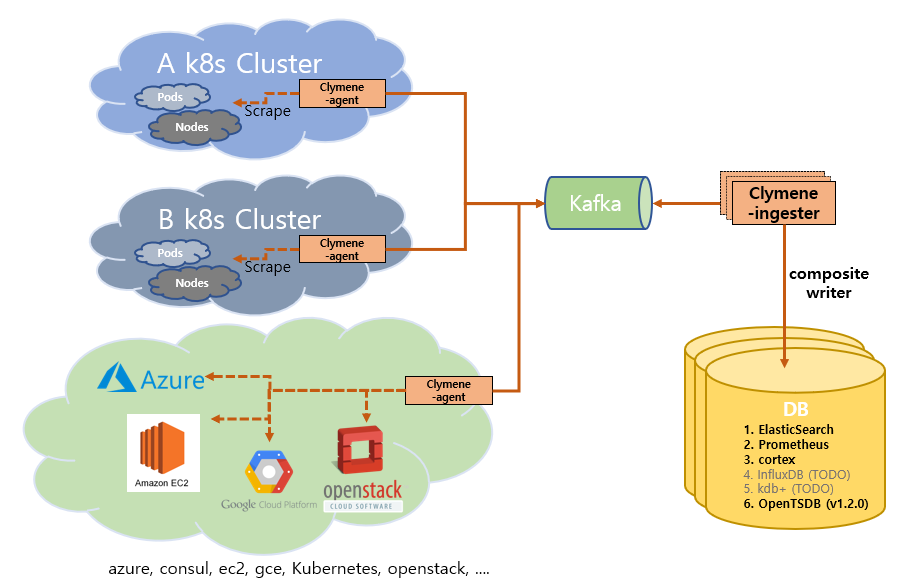 A k8s Cluster
Pods
Nodes
Scrape
Clymene
-agent
B k8s Cluster
Pods
Nodes
Scrape
Clymene
-agent
Azure
Amazon EC2
Google Cloud Platform
openstack
CLOUD SOFTWARE
Clymene
-agent
azure, consul, ec2, gce, Kubernetes, openstack, ....
Kafka
Clymene
-ingester
composite
writer
DB
1. ElasticSearch
2. Prometheus
3. cortex
4. InfluxDB (TODO)
5. kdb+ (TODO)
6. OpenTSDB (v1.2.0)